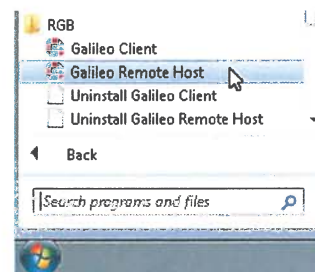 RGB
Galileo Client
Galileo Remote Host
Uninstall Galileo Client
Uninstall Galileo Remote Host
Back
Search programs and files